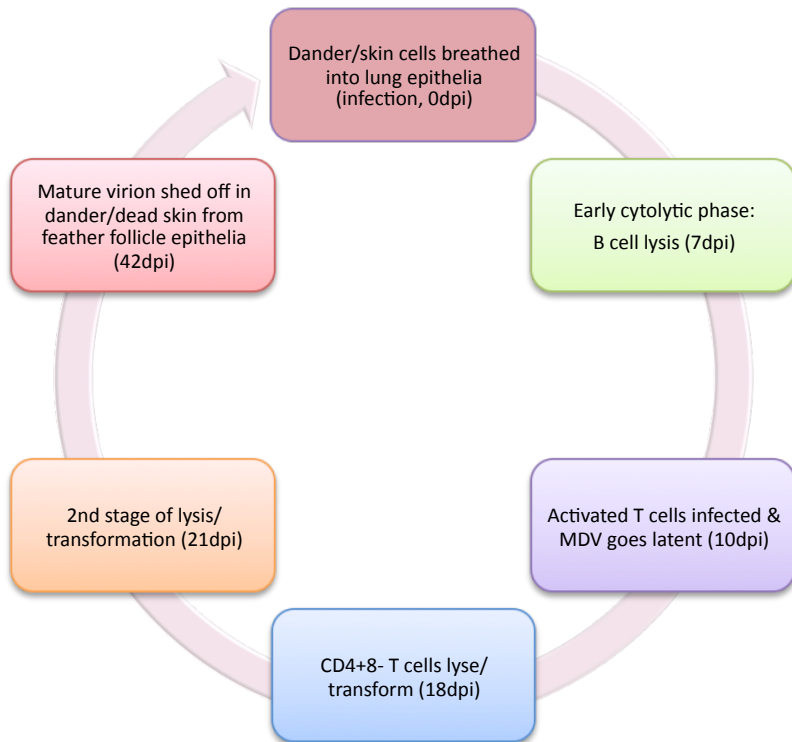 Dander/skin cells breathed
into lung epithelia
(infection, 0dpi)
Early cytolytic phase:
B cell lysis (7dpi)
Activated T cells infected &
MDV goes latent (10dpi)
CD4+8- T cells lyse/
transform (18dpi)
2nd stage of lysis/
transformation (21dpi)
Mature virion shed off in
dander/dead skin from
feather follicle epithelia
(42dpi)